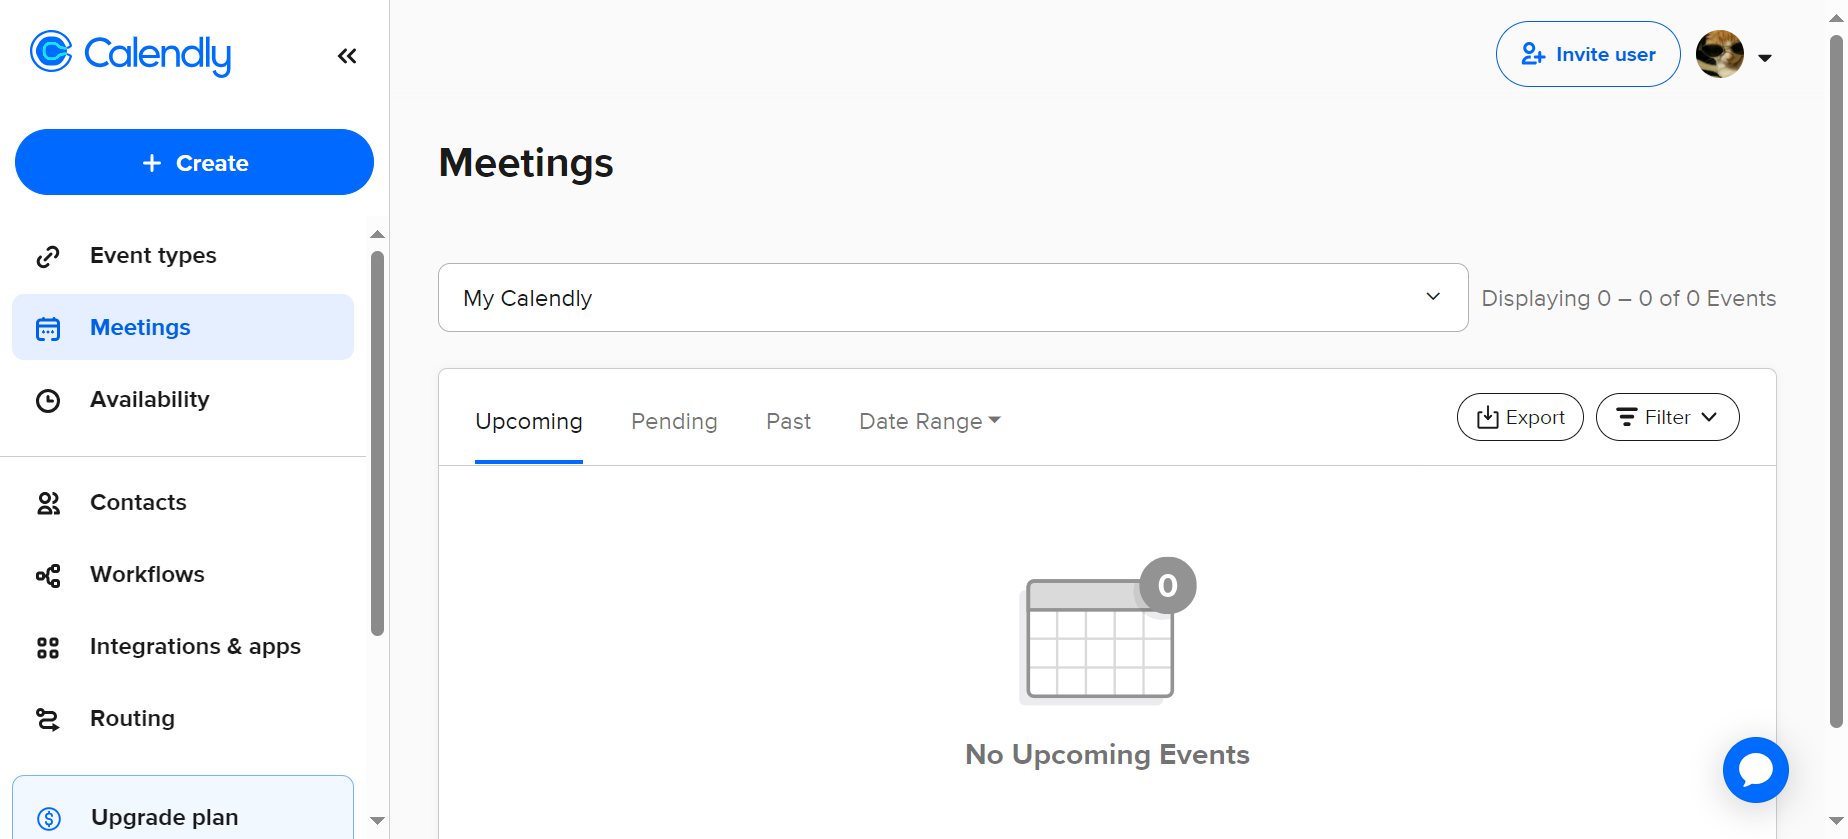 Calendly
Invite user
+ Create
Meetings
Event types
Meetings
Availability
My Calendly
Displaying 0 – 0 of 0 Events
Upcoming
Pending
Past
Date Range
Export
Filter
Contacts
Workflows
Integrations & apps
Routing
Upgrade plan
0
No Upcoming Events